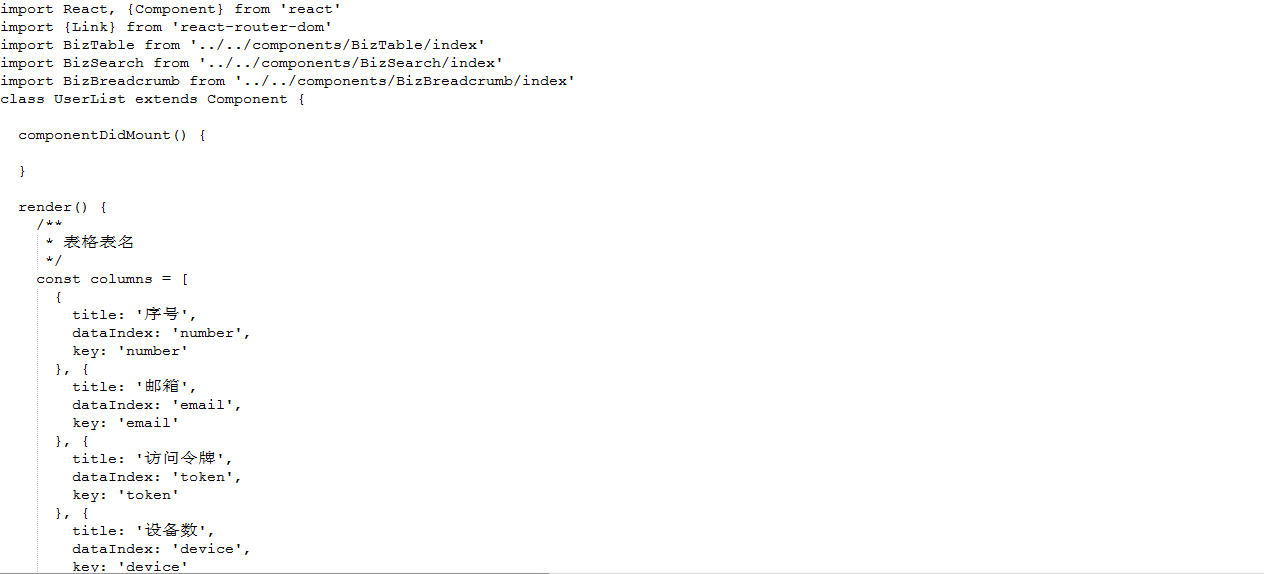 import React, {Component} from 'react'
import {Link} from 'react-router-dom'
import BizTable from '../../components/BizTable/index'
import BizSearch from '../../components/BizSearch/index'
import BizBreadcrumb from '../../components/BizBreadcrumb/index'
class UserList extends Component {
componentDidMount() {
}
render() {
/**
* 表格表名
*/
const columns = [
{
title: '序号',
dataIndex: 'number',
key: 'number'
}, {
title: '邮箱',
dataIndex: 'email',
key: 'email'
}, {
title: '访问令牌',
dataIndex: 'token',
key: 'token'
}, {
title: '设备数',
dataIndex: 'device',
key: 'device'